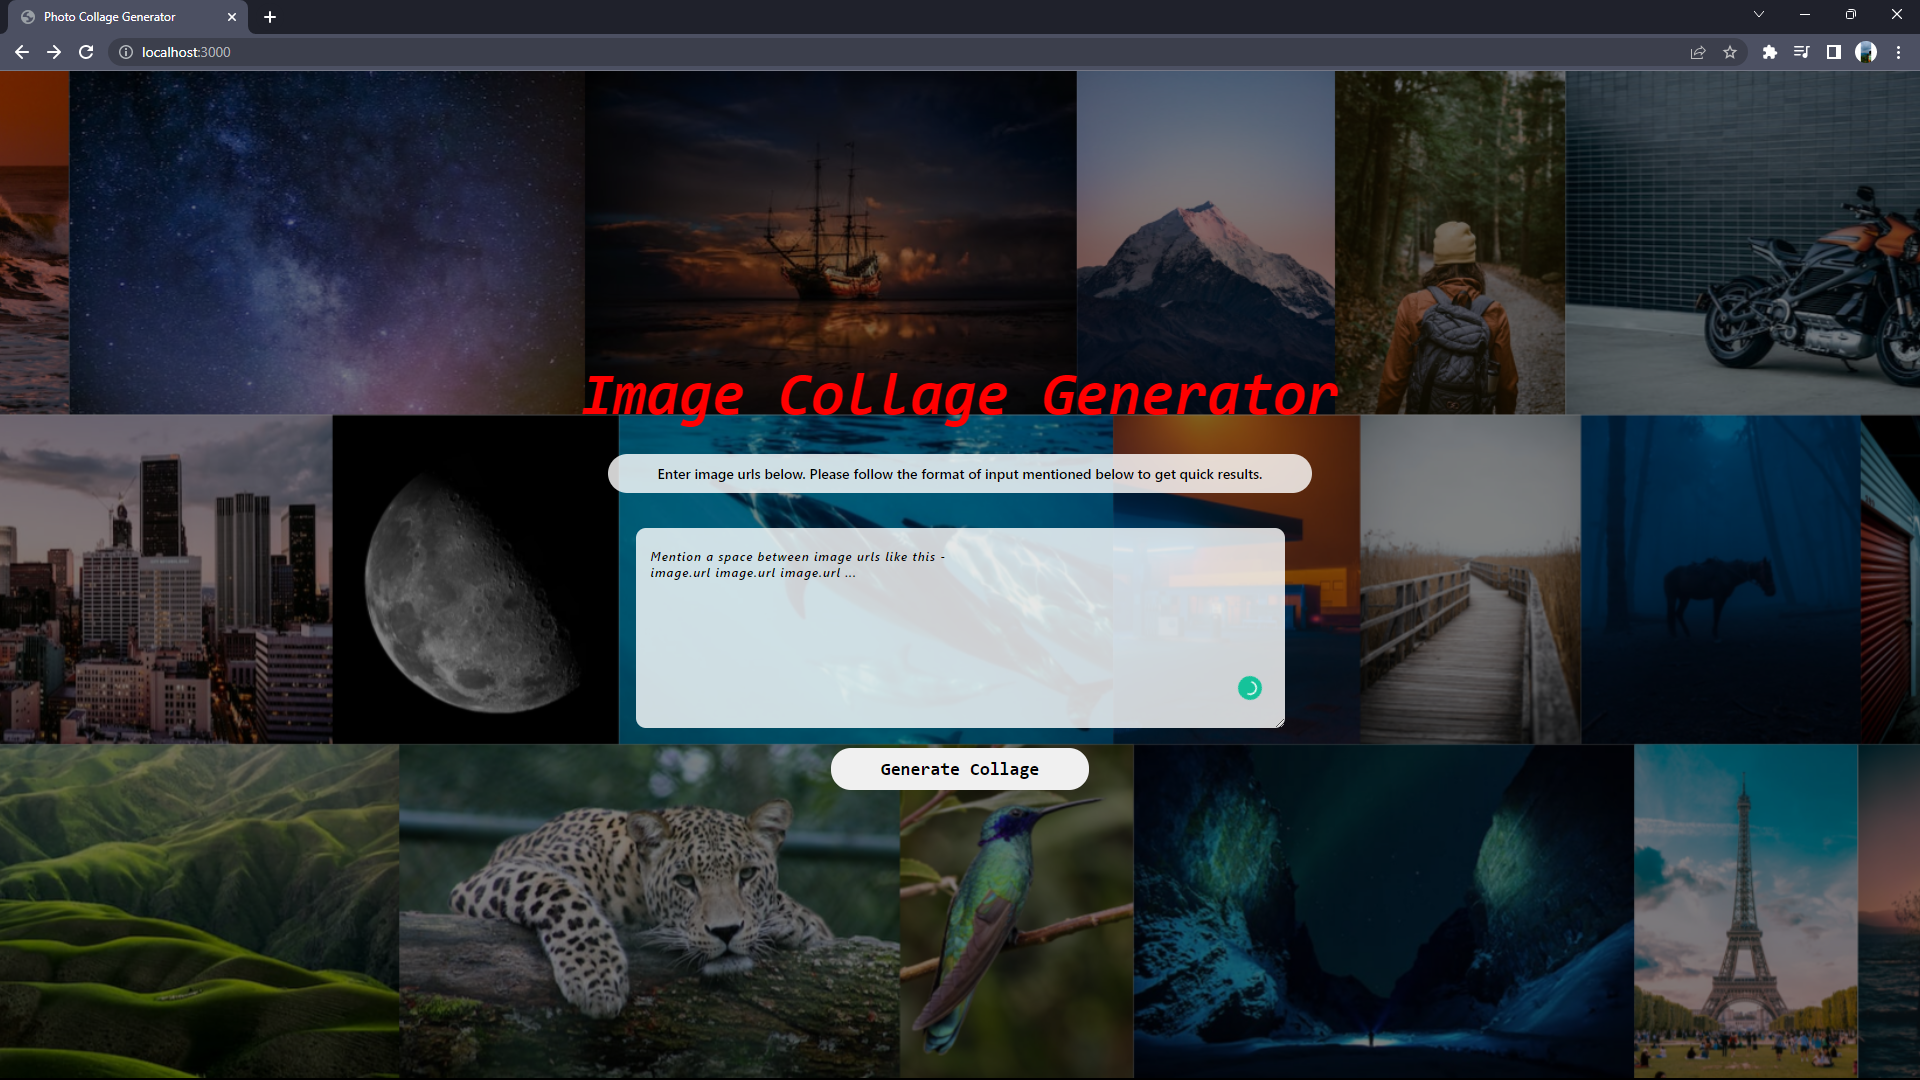 Photo Collage Generator
localhost:3000
Image Collage Generator
Enter image urls below. Please follow the format of input mentioned below to get quick results.
Mention a space between image urls like this -
image.url image.url image.url ...
Generate Collage